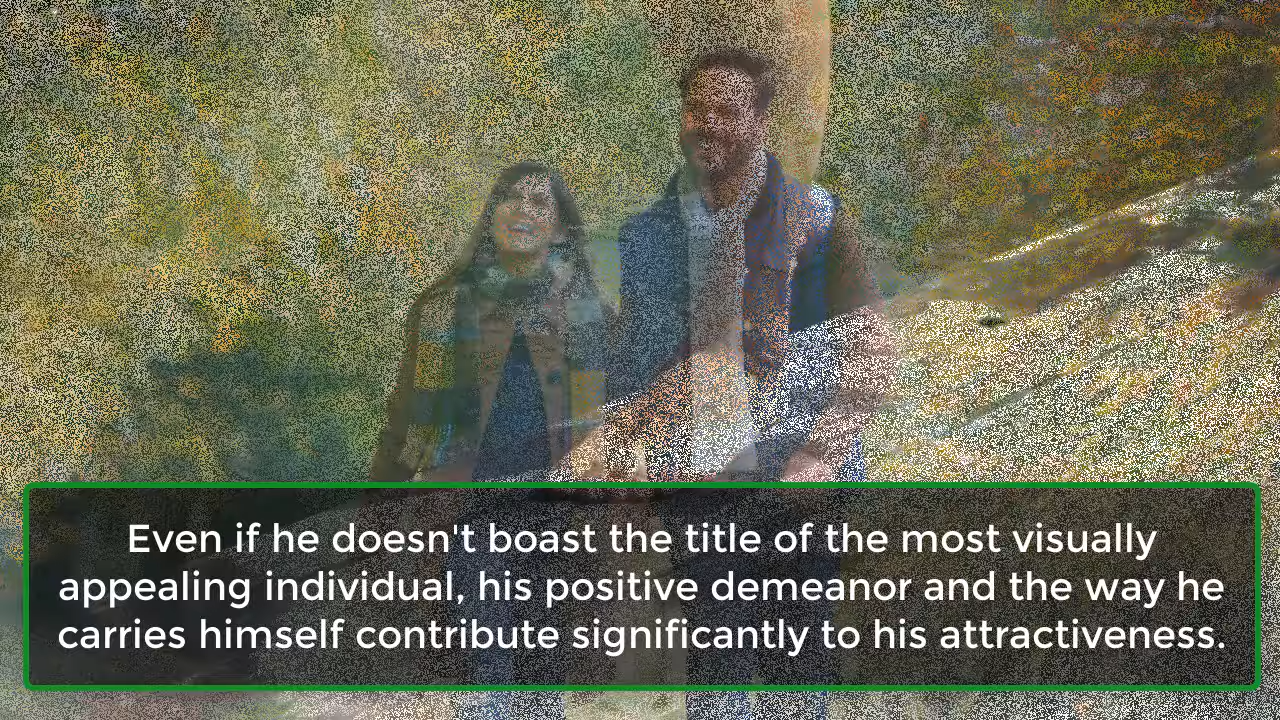 Even if he doesn't boast the title of the most visually
appealing individual, his positive demeanor and the way he
carries himself contribute significantly to his attractiveness.